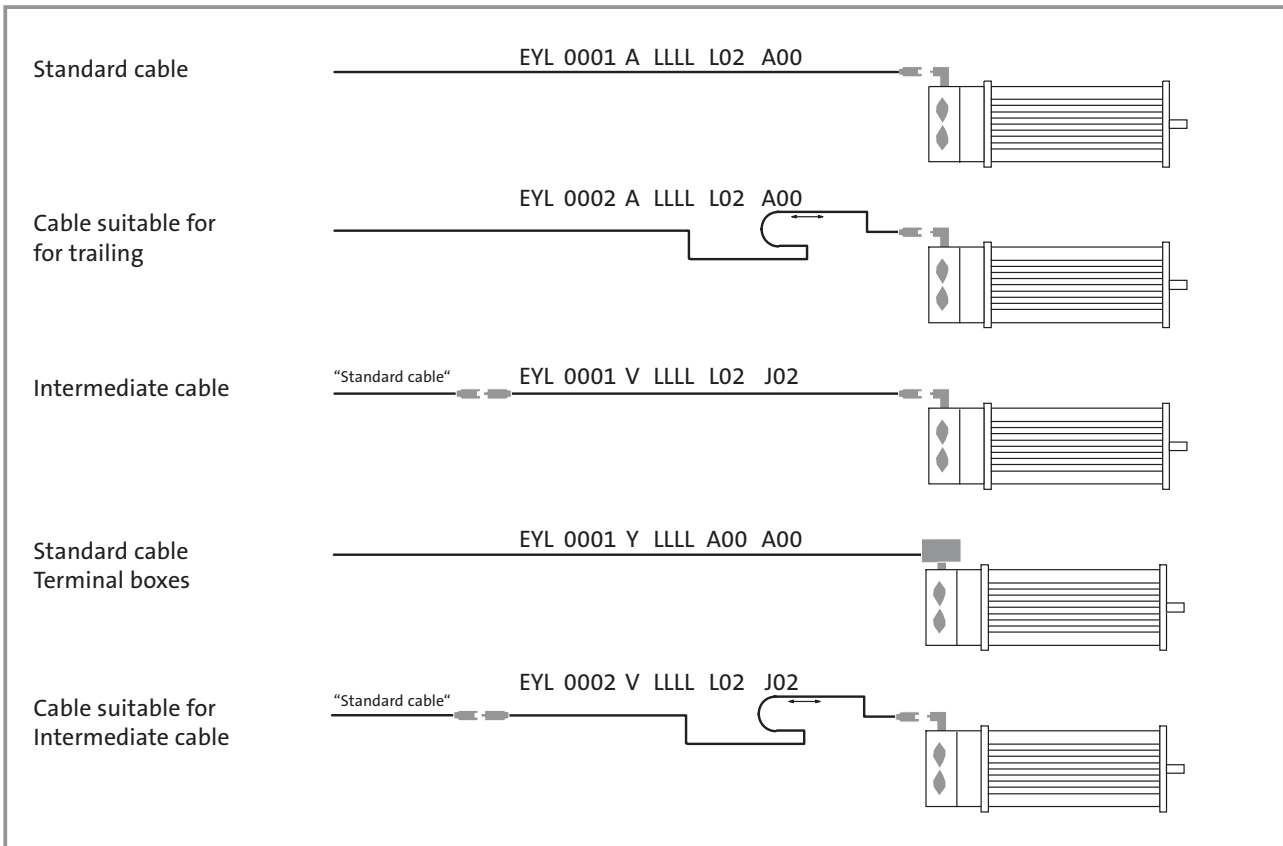 Standard cable
EYL 0001 A LLLL L02 A00
Cable suitable for
for trailing
EYL 0002 A LLLL L02 A00
Intermediate cable
“Standard cable“
EYL 0001 V LLLL L02 J02
Standard cable
Terminal boxes
EYL 0001 Y LLLL A00 A00
Cable suitable for
Intermediate cable
“Standard cable“
EYL 0002 V LLLL L02 J02